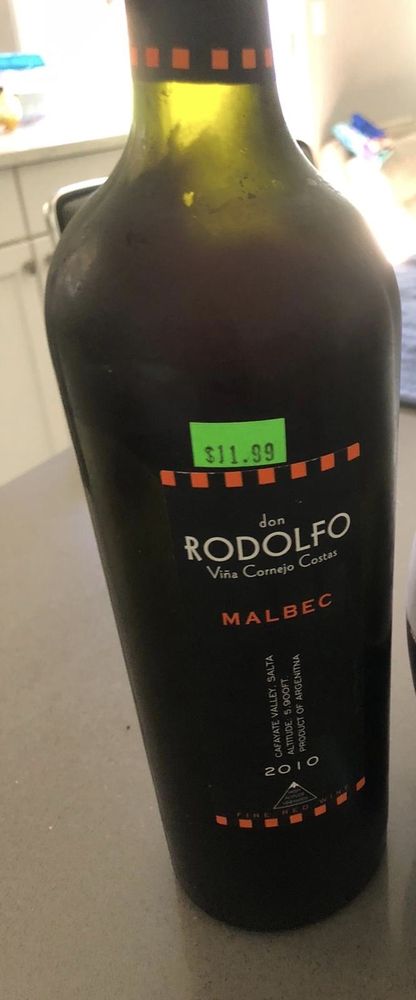 $11.99
don
RODOLFO
Viña Cornejo Costas
MALBEC
CAFAYATE VALLEY, SALTA
ALTITUDE: 5,900FT.
PRODUCT OF ARGENITNA
2010
FINE RED WINE